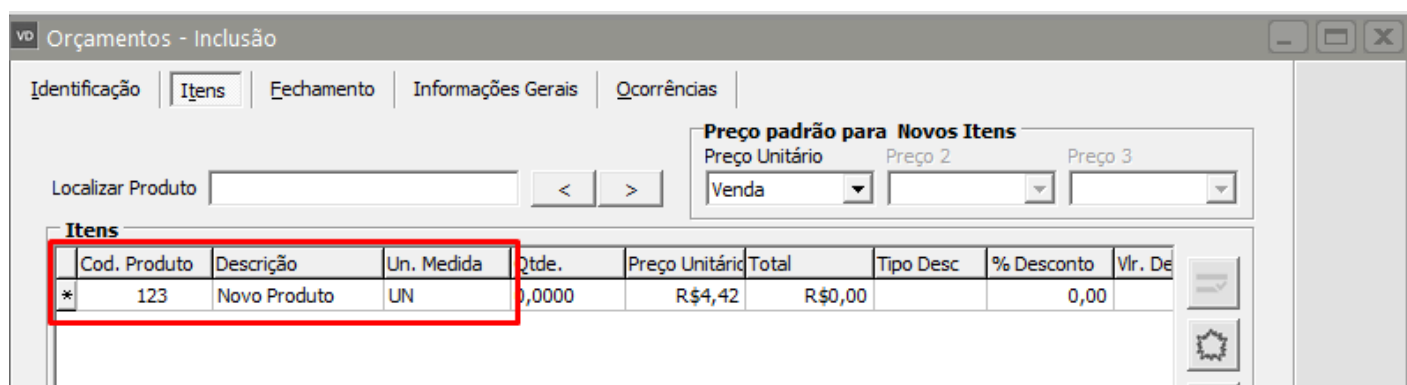 VD Orçamentos - Inclusão
Identificação Itens Fechamento Informações Gerais Ocorrências
Preço padrão para Novos Itens
Preço Unitário Preço 2 Preço 3
Localizar Produto < > Venda
Itens
Cod. Produto Descrição Un. Medida Qtde. Preço Unitáric Total Tipo Desc % Desconto Vlr. De
* 123 Novo Produto UN 0,0000 R$4,42 R$0,00 0,00